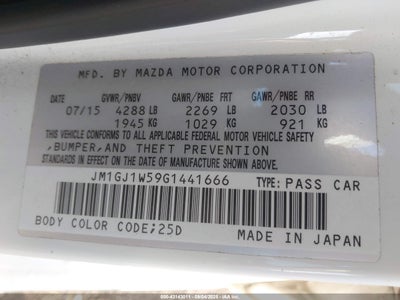 MFD. BY MAZDA MOTOR CORPORATION
DATE GVWR/PNBV GAWR/PNBE FRT GAWR/PNBE RR
07/15 4288 LB 2269 LB 2030 LB
1945 KG 1029 KG 921 KG
THIS VEHICLE CONFORMS TO ALL APPLICABLE FEDERAL MOTOR VEHICLE SAFETY,
,BUMPER,AND THEFT PREVENTION
STANDARDS IN EFFECT ON THE DATE OF MANUFACTURE SHOWN ABOVE.
JM1GJ1W59G1441666 TYPE: PASS CAR
BODY COLOR CODE;25D
MADE IN JAPAN